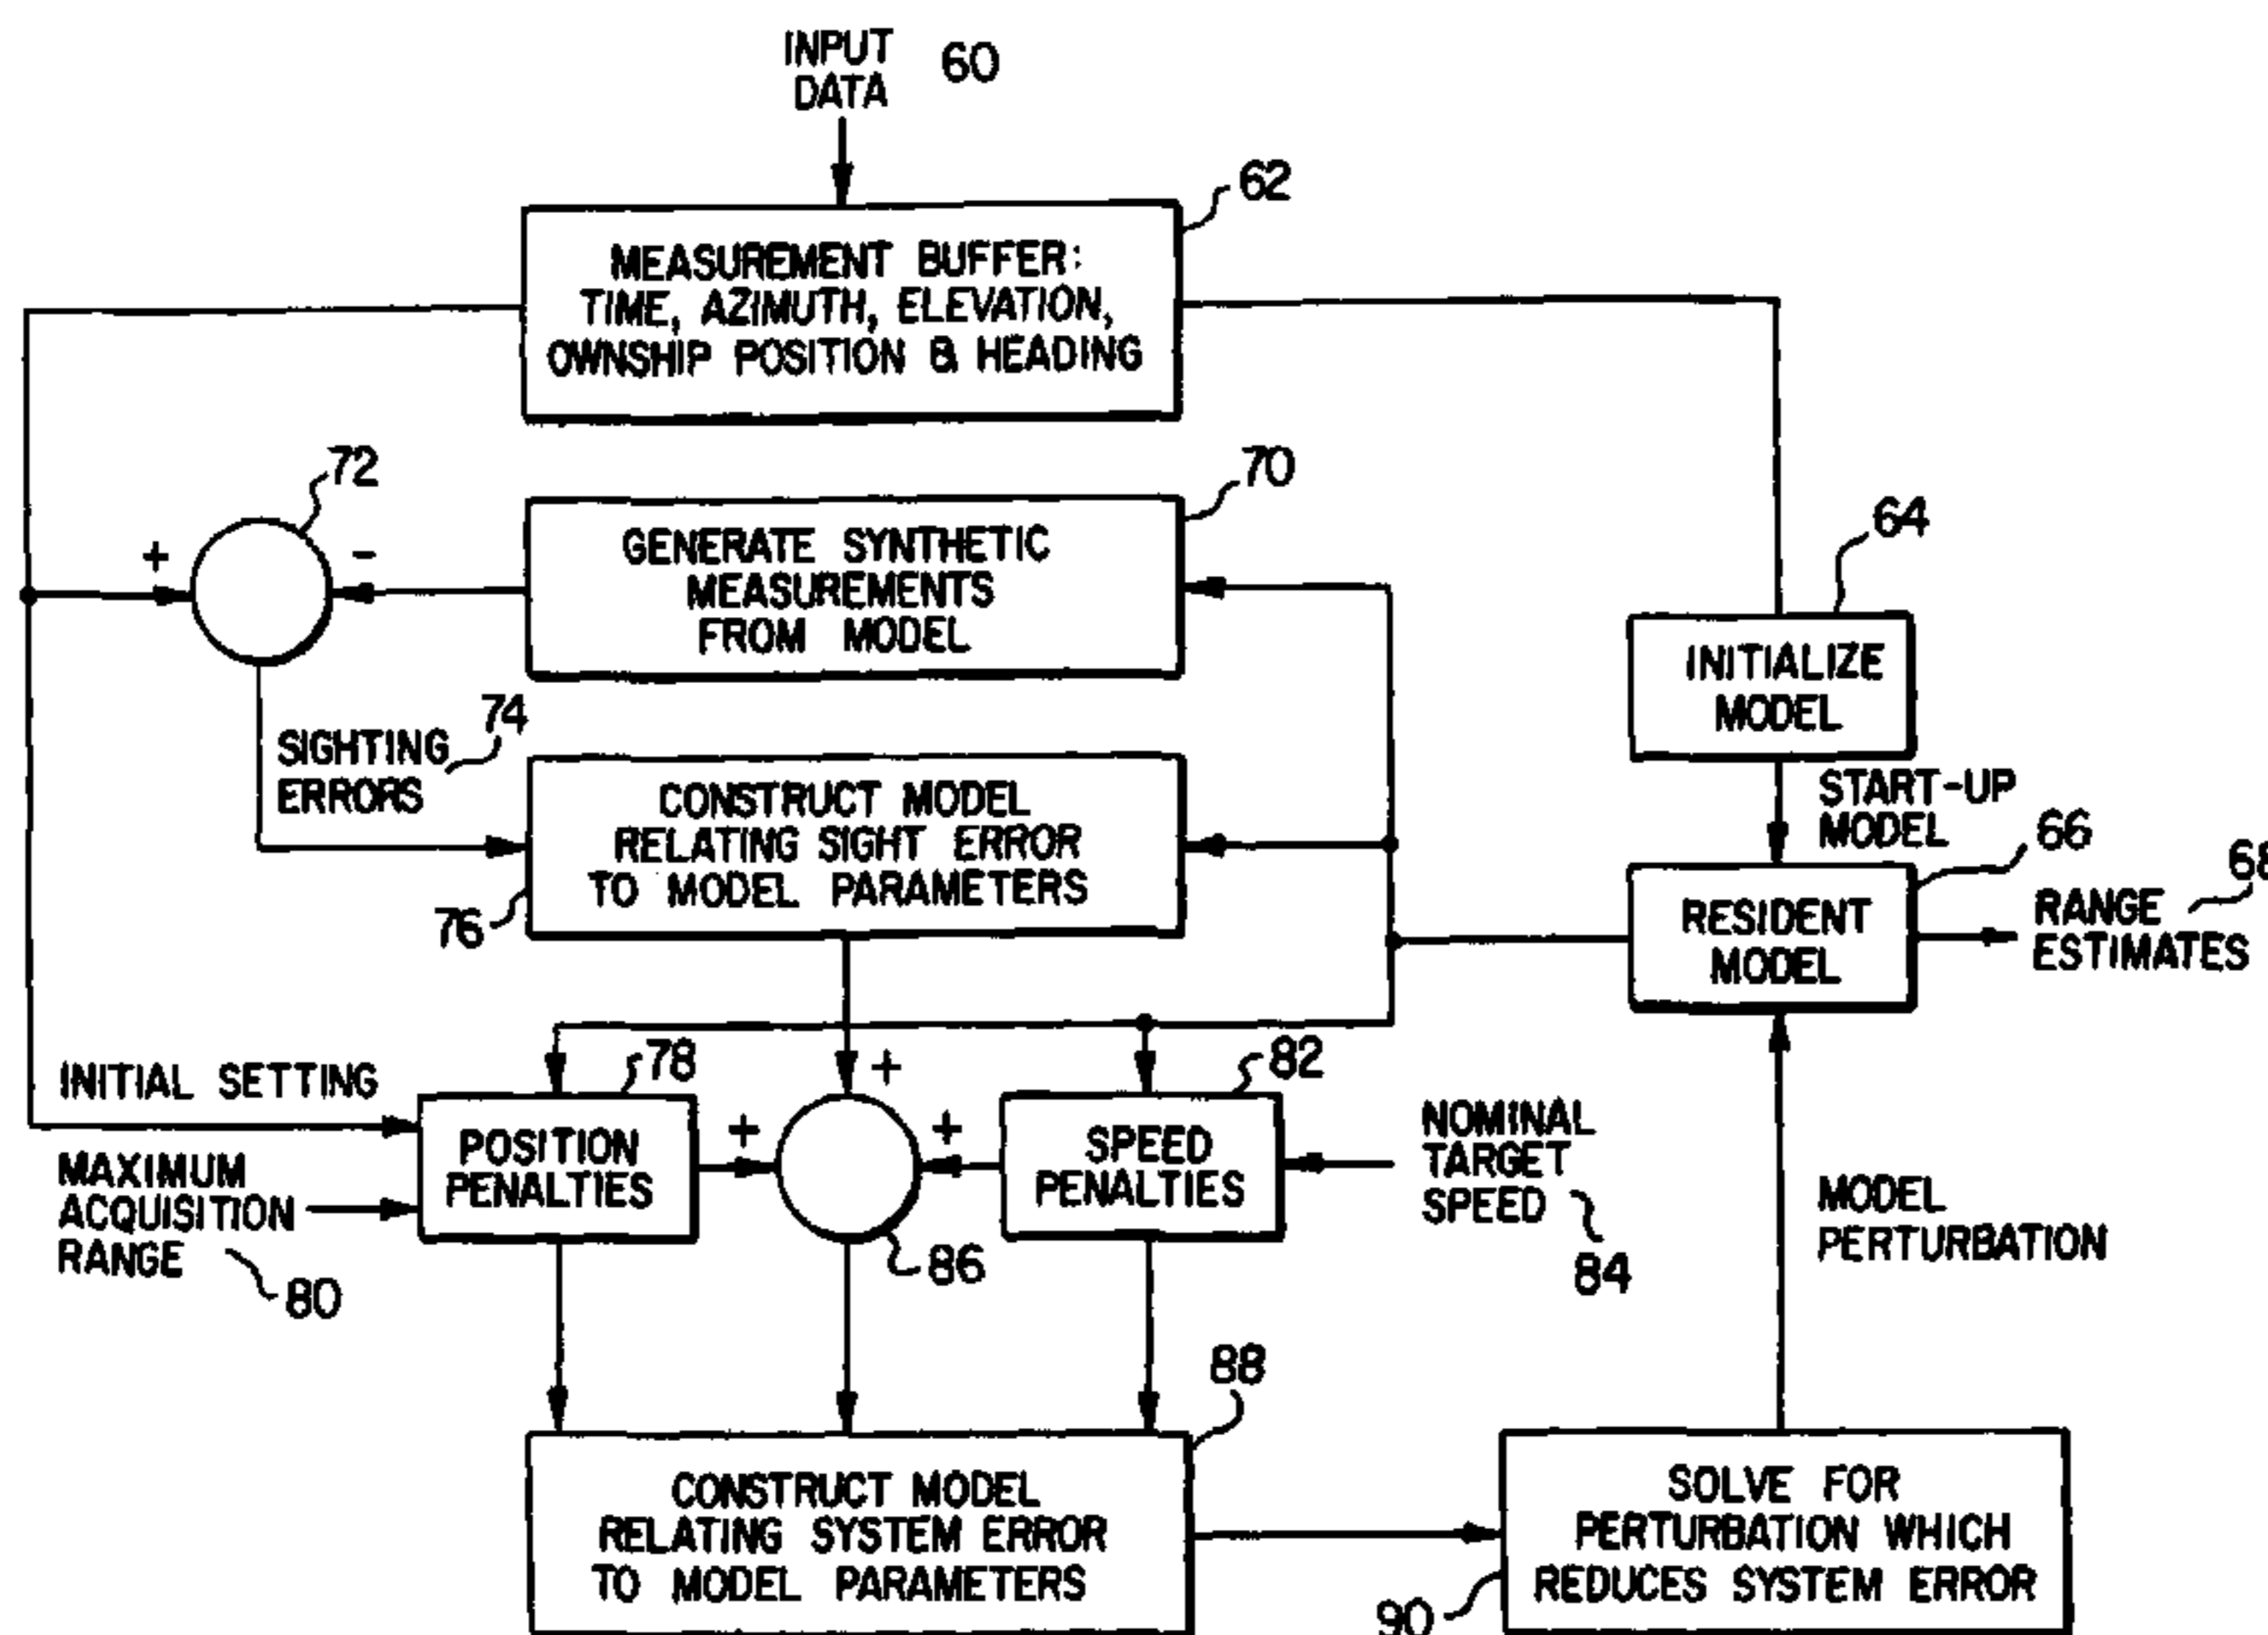 INPUT
DATA
60
62
MEASUREMENT BUFFER:
TIME, AZIMUTH, ELEVATION,
OWNSHIP POSITION & HEADING
72
70
+
-
GENERATE SYNTHETIC
MEASUREMENTS
FROM MODEL
64
INITIALIZE
MODEL
SIGHTING
ERRORS
74
CONSTRUCT MODEL
RELATING SIGHT ERROR
TO MODEL PARAMETERS
76
START-UP
MODEL
66
68
RESIDENT
MODEL
RANGE
ESTIMATES
INITIAL SETTING
78
+
82
MAXIMUM
ACQUISITION
RANGE
80
POSITION
PENALTIES
+
+
86
SPEED
PENALTIES
NOMINAL
TARGET
SPEED
84
MODEL
PERTURBATION
88
CONSTRUCT MODEL
RELATING SYSTEM ERROR
TO MODEL PARAMETERS
SOLVE FOR
PERTURBATION WHICH
REDUCES SYSTEM ERROR
90